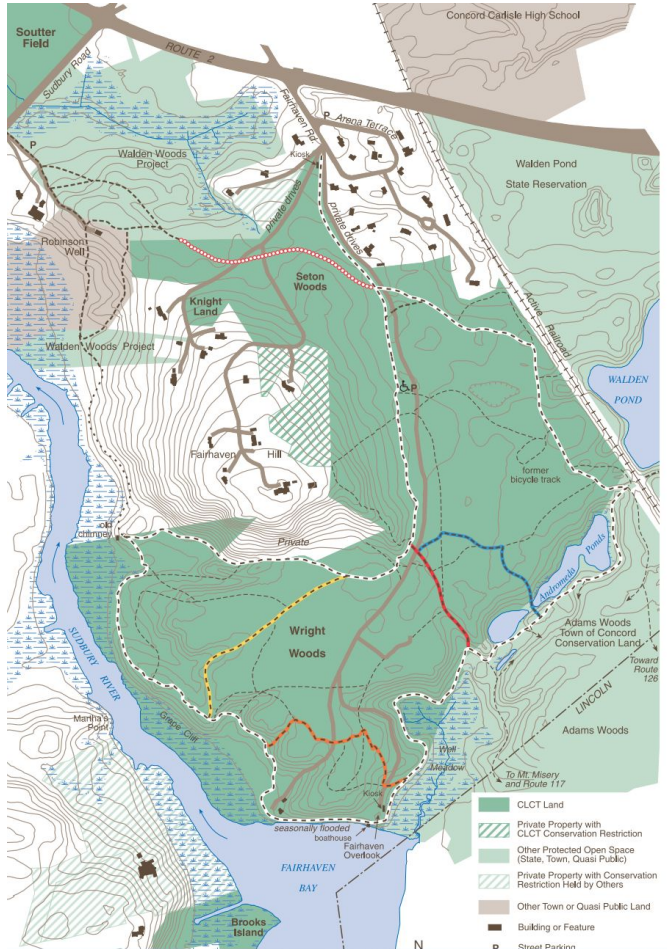 Soutter
Field
Sudbury Road
ROUTE 2
Concord Carlisle High School
Fairhaven Rd.
P
Arena Terrace
P
Walden Woods
Project
Kiosk
private drives
private drives
Walden Pond
State Reservation
Robinson
Well
Seton
Woods
Knight
Land
Active Railroad
Walden Woods Project
WALDEN
POND
P
Fairhaven Hill
former
bicycle track
old
chimney
Private
Andromeda Ponds
Wright
Woods
Adams Woods
Town of Concord
Conservation Land
Toward
Route
126
LINCOLN
SUDBURY RIVER
Martha's
Point
Grape Cliff
Adams Woods
Well
Meadow
To Mt. Misery
and Route 117
Kiosk
seasonally flooded
boathouse
Fairhaven
Overlook
FAIRHAVEN
BAY
Brooks
Island
CLCT Land
Private Property with
CLCT Conservation Restriction
Other Protected Open Space
(State, Town, Quasi Public)
Private Property with Conservation
Restriction Held by Others
Other Town or Quasi Public Land
Building or Feature
P Street Parking
N